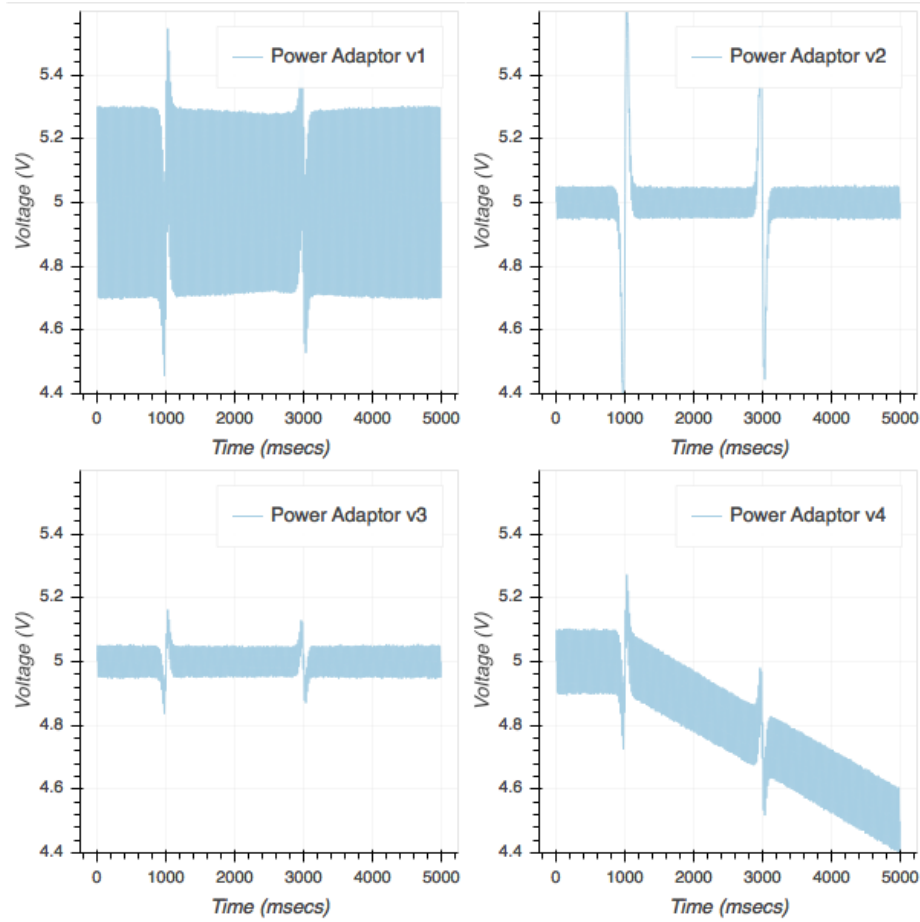 Power Adaptor v1
5.4
5.2
5
4.8
4.6
4.4
Voltage (V)
0 1000 2000 3000 4000 5000
Time (msecs)
Power Adaptor v2
5.4
5.2
5
4.8
4.6
4.4
Voltage (V)
0 1000 2000 3000 4000 5000
Time (msecs)
Power Adaptor v3
5.4
5.2
5
4.8
4.6
4.4
Voltage (V)
0 1000 2000 3000 4000 5000
Time (msecs)
Power Adaptor v4
5.4
5.2
5
4.8
4.6
4.4
Voltage (V)
0 1000 2000 3000 4000 5000
Time (msecs)